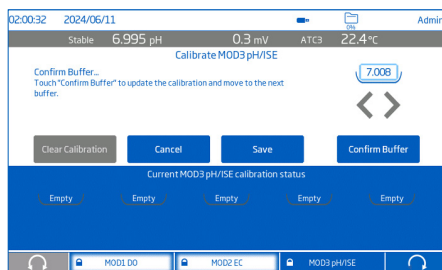 02:00:32 2024/06/11 0% Admin
Stable 6.995 pH 0.3 mV ATC3 22.4°C
Calibrate MOD3 pH/ISE
Confirm Buffer... 7.008
Touch "Confirm Buffer" to update the calibration and move to the next
buffer.
Clear Calibration Cancel Save Confirm Buffer
Current MOD3 pH/ISE calibration status
Empty Empty Empty Empty Empty
MOD1 DO MOD2 EC MOD3 pH/ISE